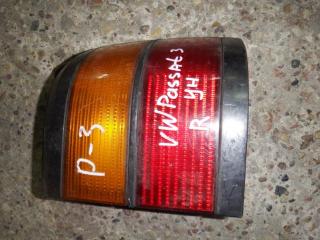 P-3
VW Passat 3
УН
R